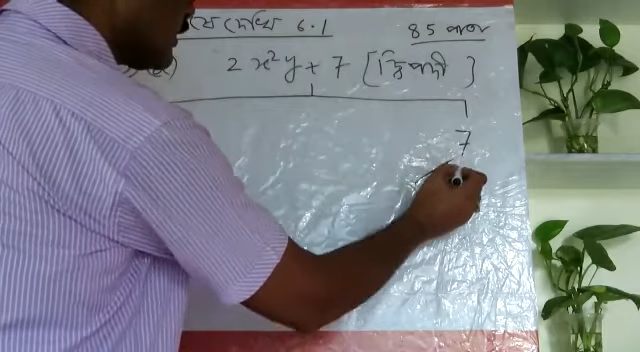 দেখি 6.1 85 পাতা
2x²y + 7 [দ্বিপদী]
7